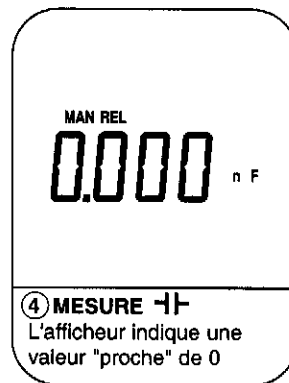 MAN REL
0.000 n F
④ MESURE ⊣⊢
L'afficheur indique une
valeur "proche" de 0